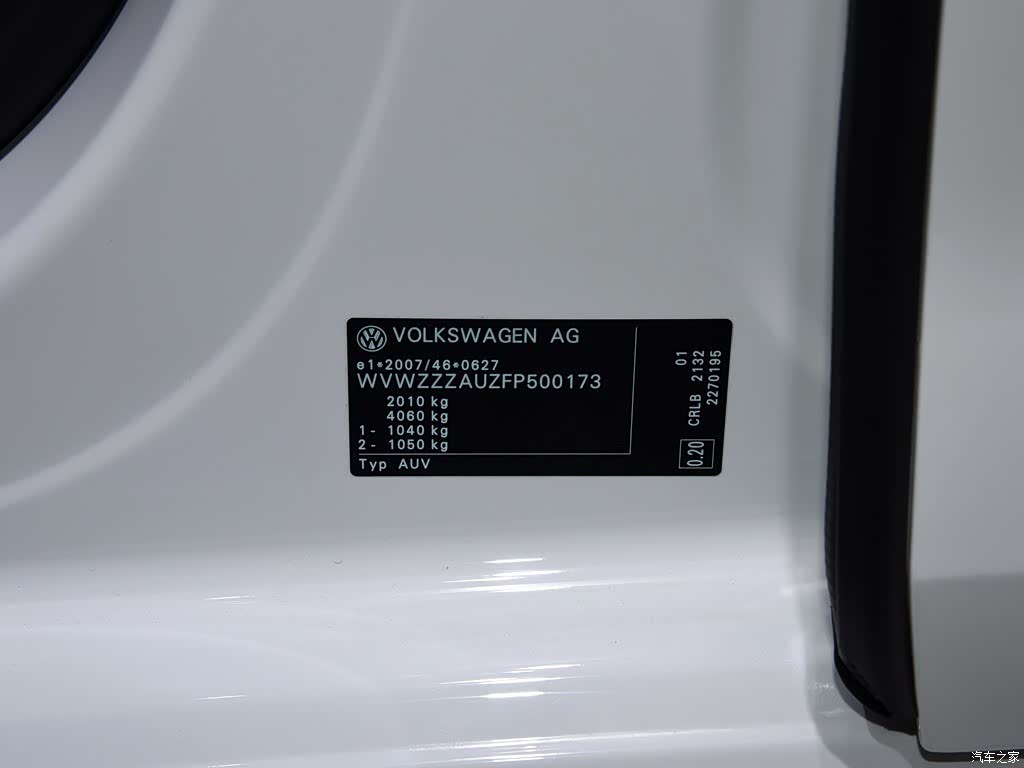 VOLKSWAGEN AG
e1*2007/46*0627
WVWZZZAUZFP500173
2010 kg
4060 kg
1- 1040 kg
2- 1050 kg
Typ AUV
01
CRLB 2132
2270195
0.20
汽车之家